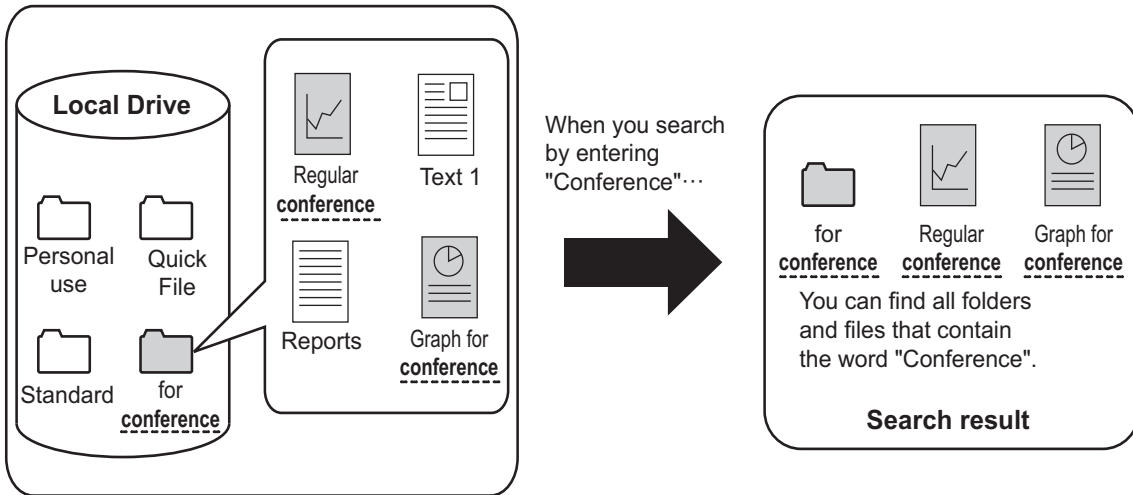 Local Drive
Personal
use
Quick
File
Standard
for
conference
Regular
conference
Text 1
Reports
Graph for
conference
When you search
by entering
"Conference"···
for
conference
Regular
conference
Graph for
conference
You can find all folders
and files that contain
the word "Conference".
Search result